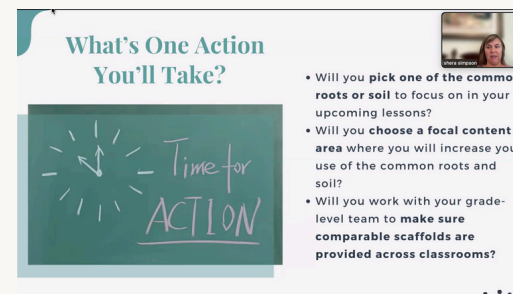 What's One Action
You'll Take?
shera simpson
Time for
ACTION
• Will you pick one of the commo
roots or soil to focus on in your
upcoming lessons?
• Will you choose a focal content
area where you will increase you
use of the common roots and
soil?
• Will you work with your grade-
level team to make sure
comparable scaffolds are
provided across classrooms?